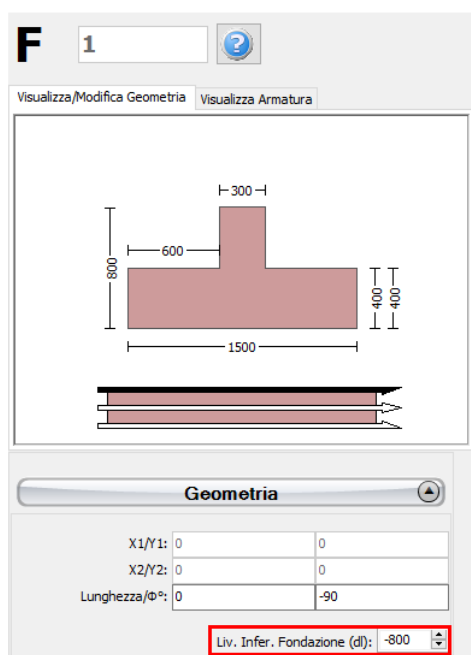 F 1
Visualizza/Modifica Geometria Visualizza Armatura
300
600
800
400 400
1500
Geometria
X1/Y1: 0 0
X2/Y2: 0 0
Lunghezza/Φ°: 0 -90
Liv. Infer. Fondazione (dl): -800